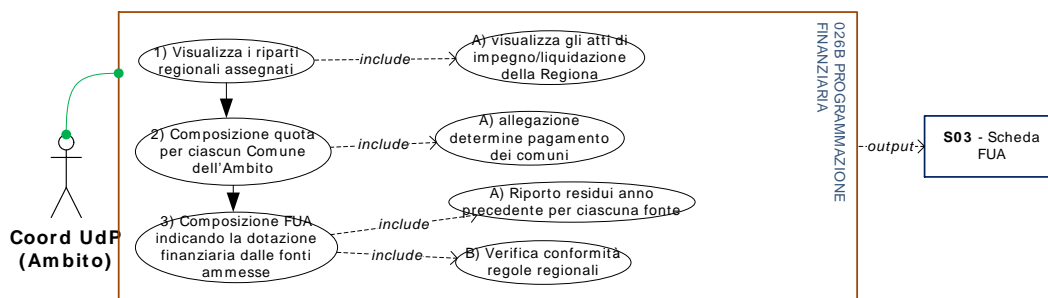 026B PROGRAMMAZIONE
FINANZIARIA
1) Visualizza i riparti
regionali assegnati
include
A) visualizza gli atti di
impegno/liquidazione
della Regiona
2) Composizione quota
per ciascun Comune
dell'Ambito
include
A) allegazione
determine pagamento
dei comuni
3) Composizione FUA
indicando la dotazione
finanziaria dalle fonti
ammesse
include
A) Riporto residui anno
precedente per ciascuna fonte
include
B) Verifica conformità
regole regionali
Coord UdP
(Ambito)
output
S03 - Scheda
FUA